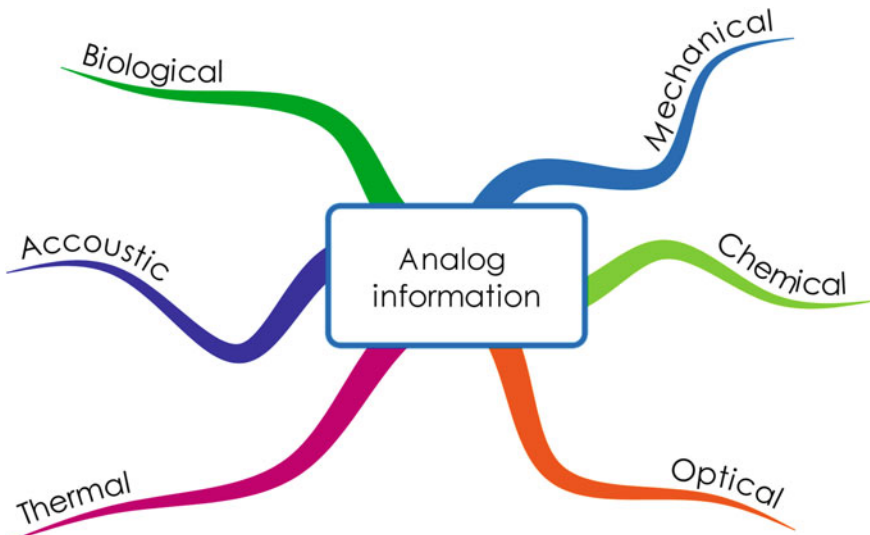 Biological
Mechanical
Accoustic
Analog
information
Chemical
Thermal
Optical